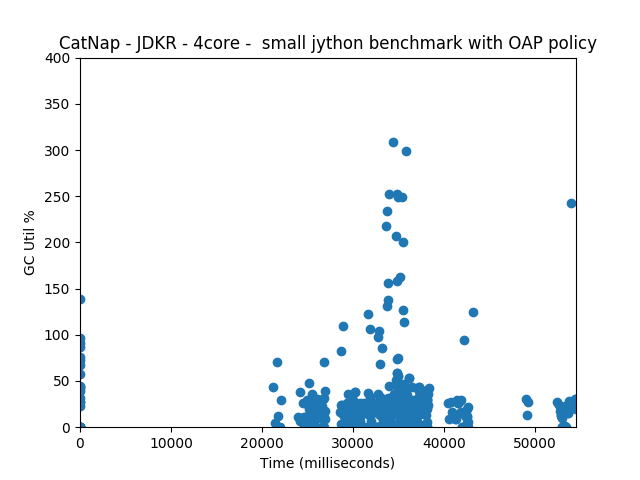 CatNap - JDKR - 4core -  small jython benchmark with OAP policy
400
350
300
250
200
150
100
50
0
GC Util %
0 10000 20000 30000 40000 50000
Time (milliseconds)